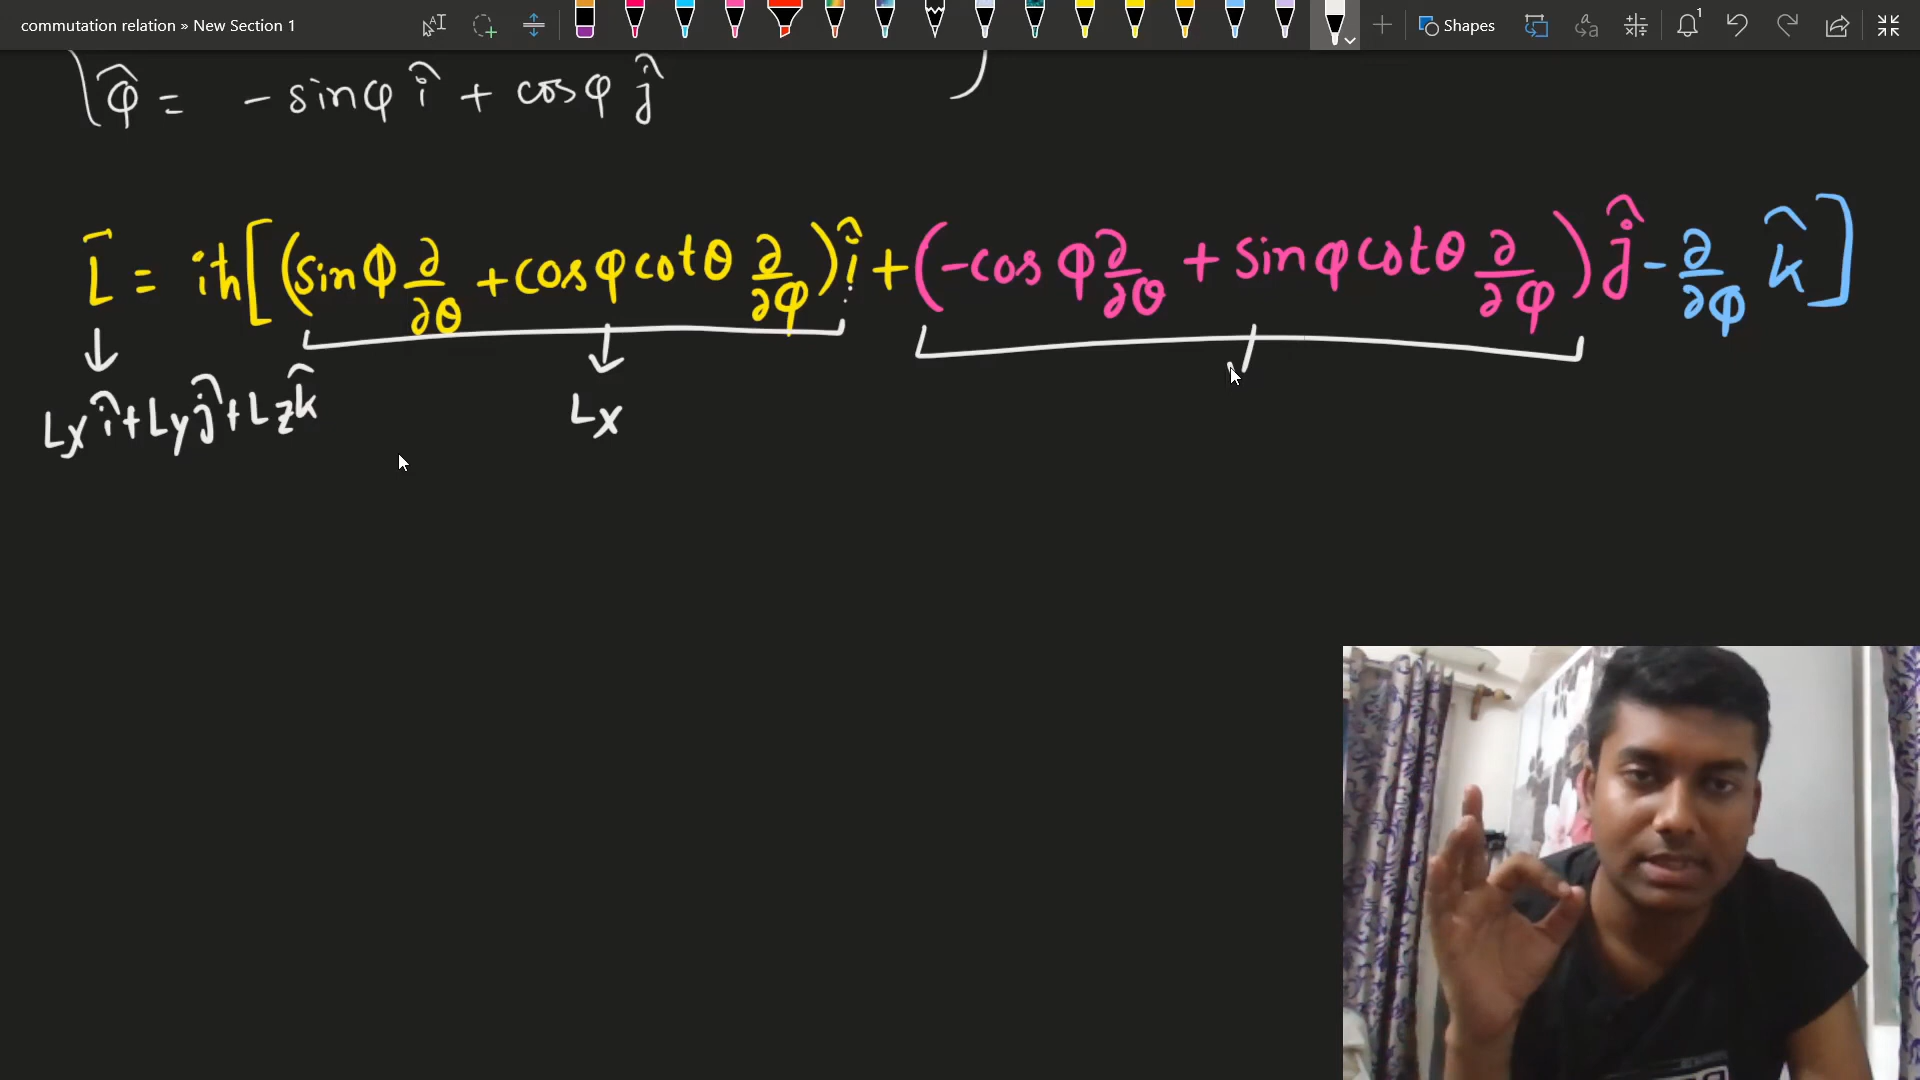 commutation relation » New Section 1
Shapes
1
φ̂ = - sinφ î + cosφ ĵ
L̄ = iħ[(sinφ ∂/∂θ + cosφ cotθ ∂/∂φ) î + (-cosφ ∂/∂θ + sinφ cotθ ∂/∂φ) ĵ - ∂/∂φ k̂]
Lx î + Ly ĵ + Lz k̂
Lx